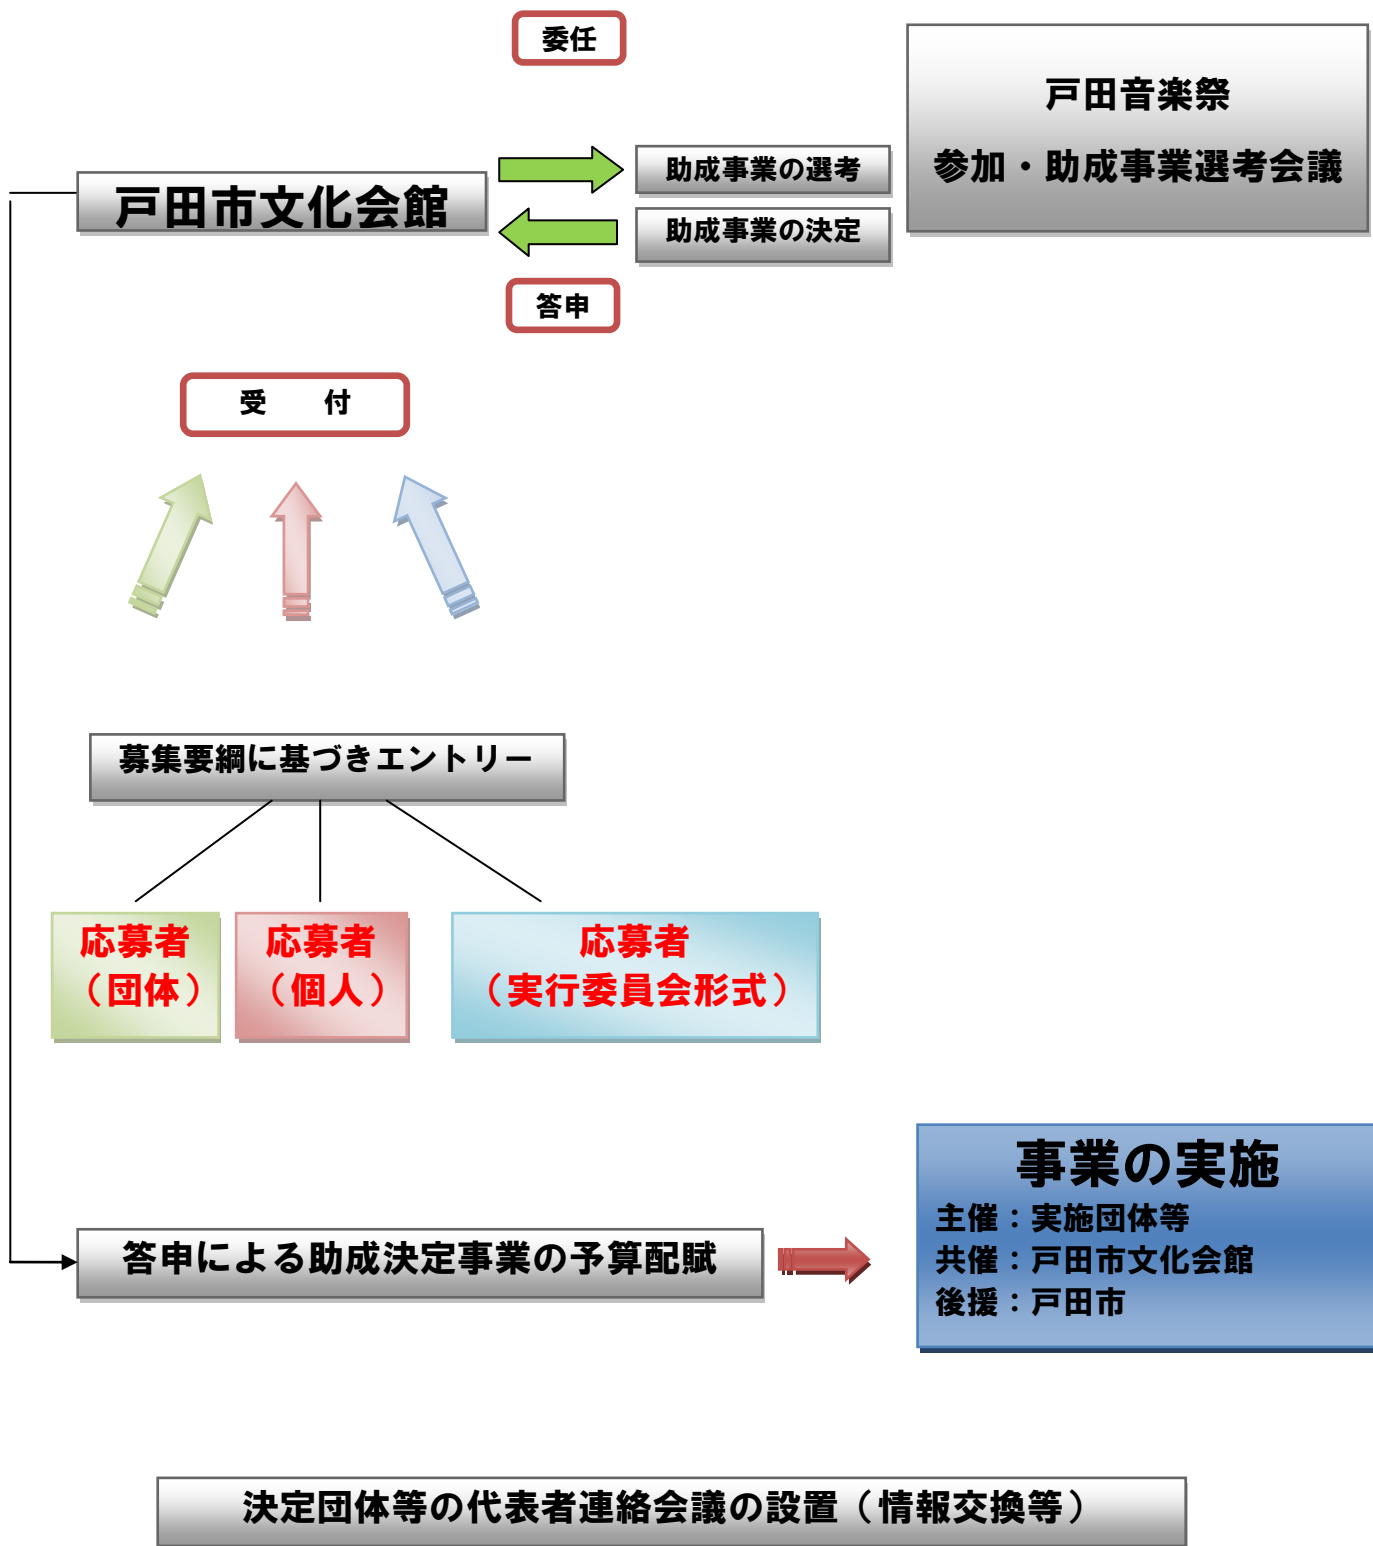 委任
戸田音楽祭
参加・助成事業選考会議
戸田市文化会館
助成事業の選考
助成事業の決定
答申
受　　付
募集要綱に基づきエントリー
応募者
（団体）
応募者
（個人）
応募者
（実行委員会形式）
事業の実施
主催：実施団体等
共催：戸田市文化会館
後援：戸田市
答申による助成決定事業の予算配賦
決定団体等の代表者連絡会議の設置（情報交換等）